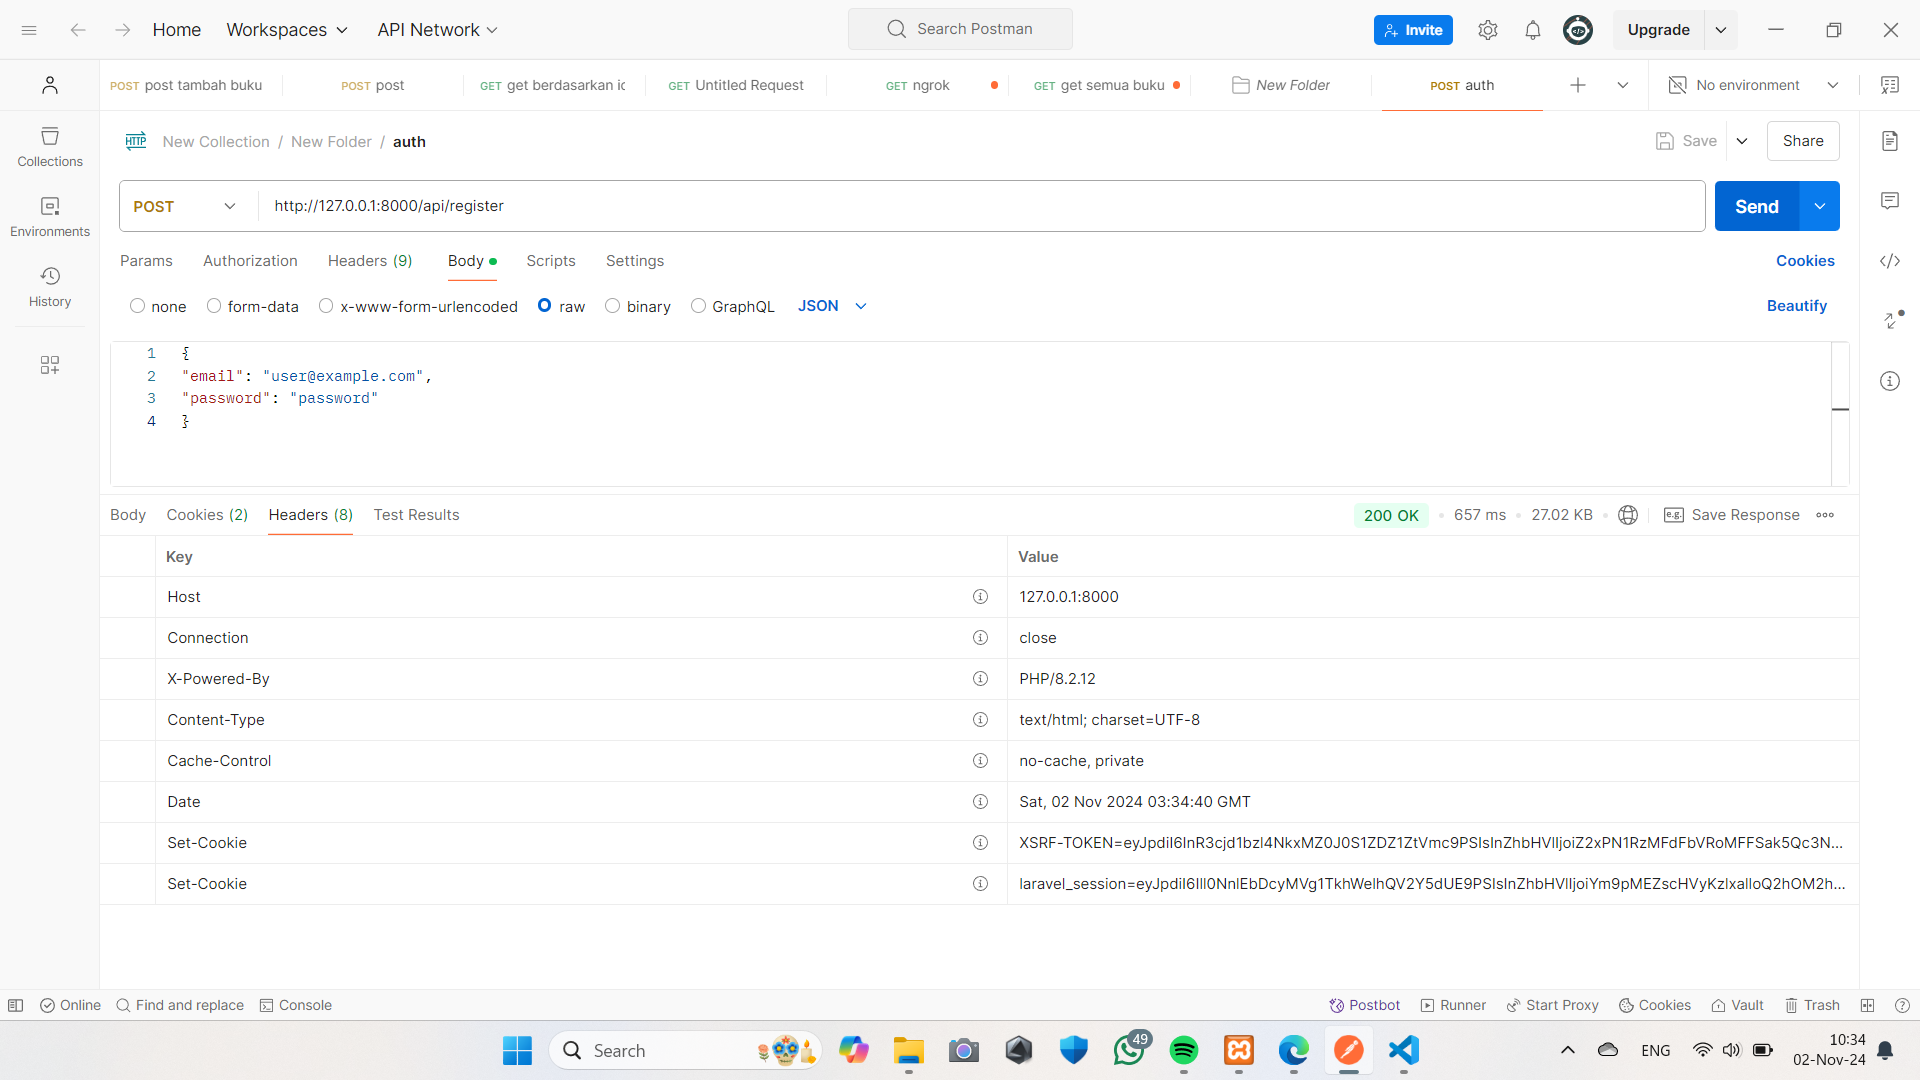 Home Workspaces API Network Search Postman Invite Upgrade
POST post tambah buku POST post GET get berdasarkan ic GET Untitled Request GET ngrok GET get semua buku New Folder POST auth No environment
HTTP New Collection / New Folder / auth Save Share
Collections
POST http://127.0.0.1:8000/api/register Send
Environments
Params Authorization Headers (9) Body Scripts Settings Cookies
History
none form-data x-www-form-urlencoded raw binary GraphQL JSON Beautify
1 {
2 "email": "user@example.com",
3 "password": "password"
4 }
Body Cookies (2) Headers (8) Test Results 200 OK 657 ms 27.02 KB e.g. Save Response
Key Value
Host 127.0.0.1:8000
Connection close
X-Powered-By PHP/8.2.12
Content-Type text/html; charset=UTF-8
Cache-Control no-cache, private
Date Sat, 02 Nov 2024 03:34:40 GMT
Set-Cookie
Set-Cookie
Online Find and replace Console Postbot Runner Start Proxy Cookies Vault Trash
Search 49 ENG 10:34
02-Nov-24